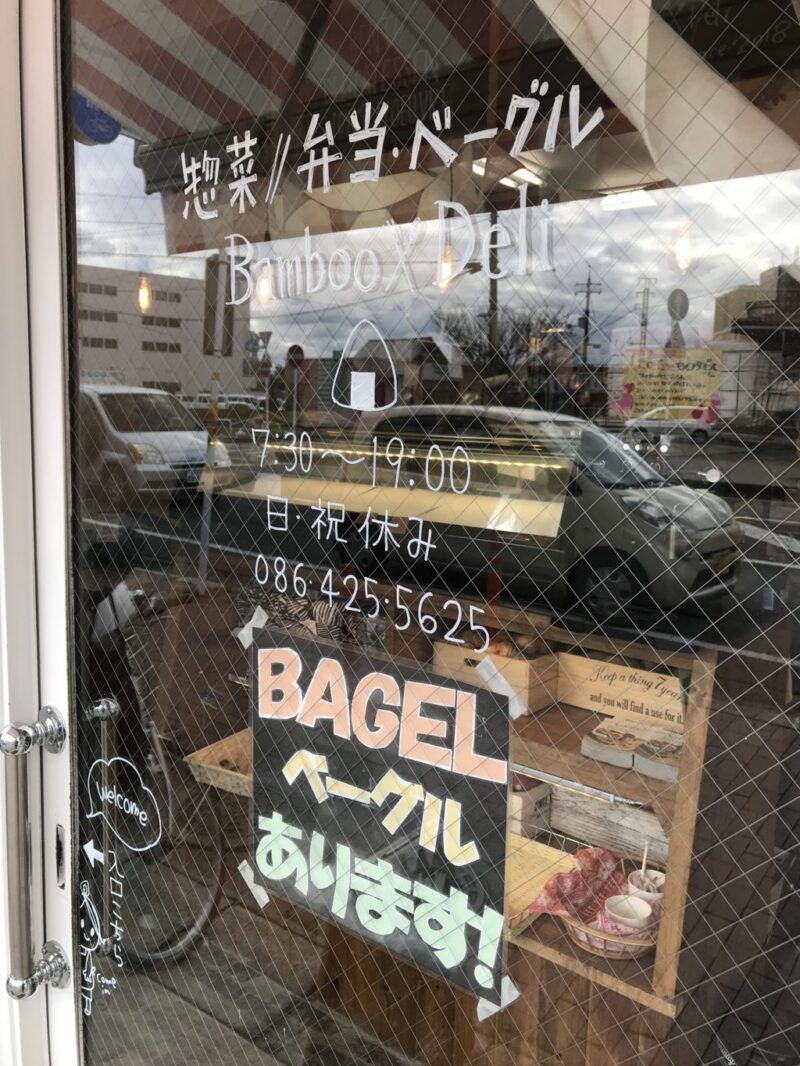 惣菜//弁当・ベーグル
Bamboo X Deli
7:30～19:00
日・祝休み
086・425・5625
BAGEL
ベーグル
あります!
Keep a thing 7 year
and you will find a use for it.
Welcome